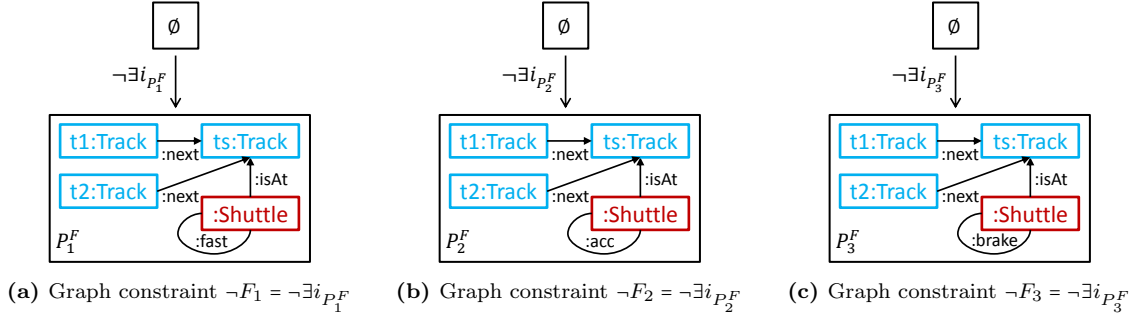 ∅
∅
∅
¬∃i_{P_1^F}
¬∃i_{P_2^F}
¬∃i_{P_3^F}
t1:Track
ts:Track
:next
t2:Track
:next
:isAt
:Shuttle
:fast
P_1^F
t1:Track
ts:Track
:next
t2:Track
:next
:isAt
:Shuttle
:acc
P_2^F
t1:Track
ts:Track
:next
t2:Track
:next
:isAt
:Shuttle
:brake
P_3^F
(a) Graph constraint ¬F_1 = ¬∃i_{P_1^F}
(b) Graph constraint ¬F_2 = ¬∃i_{P_2^F}
(c) Graph constraint ¬F_3 = ¬∃i_{P_3^F}